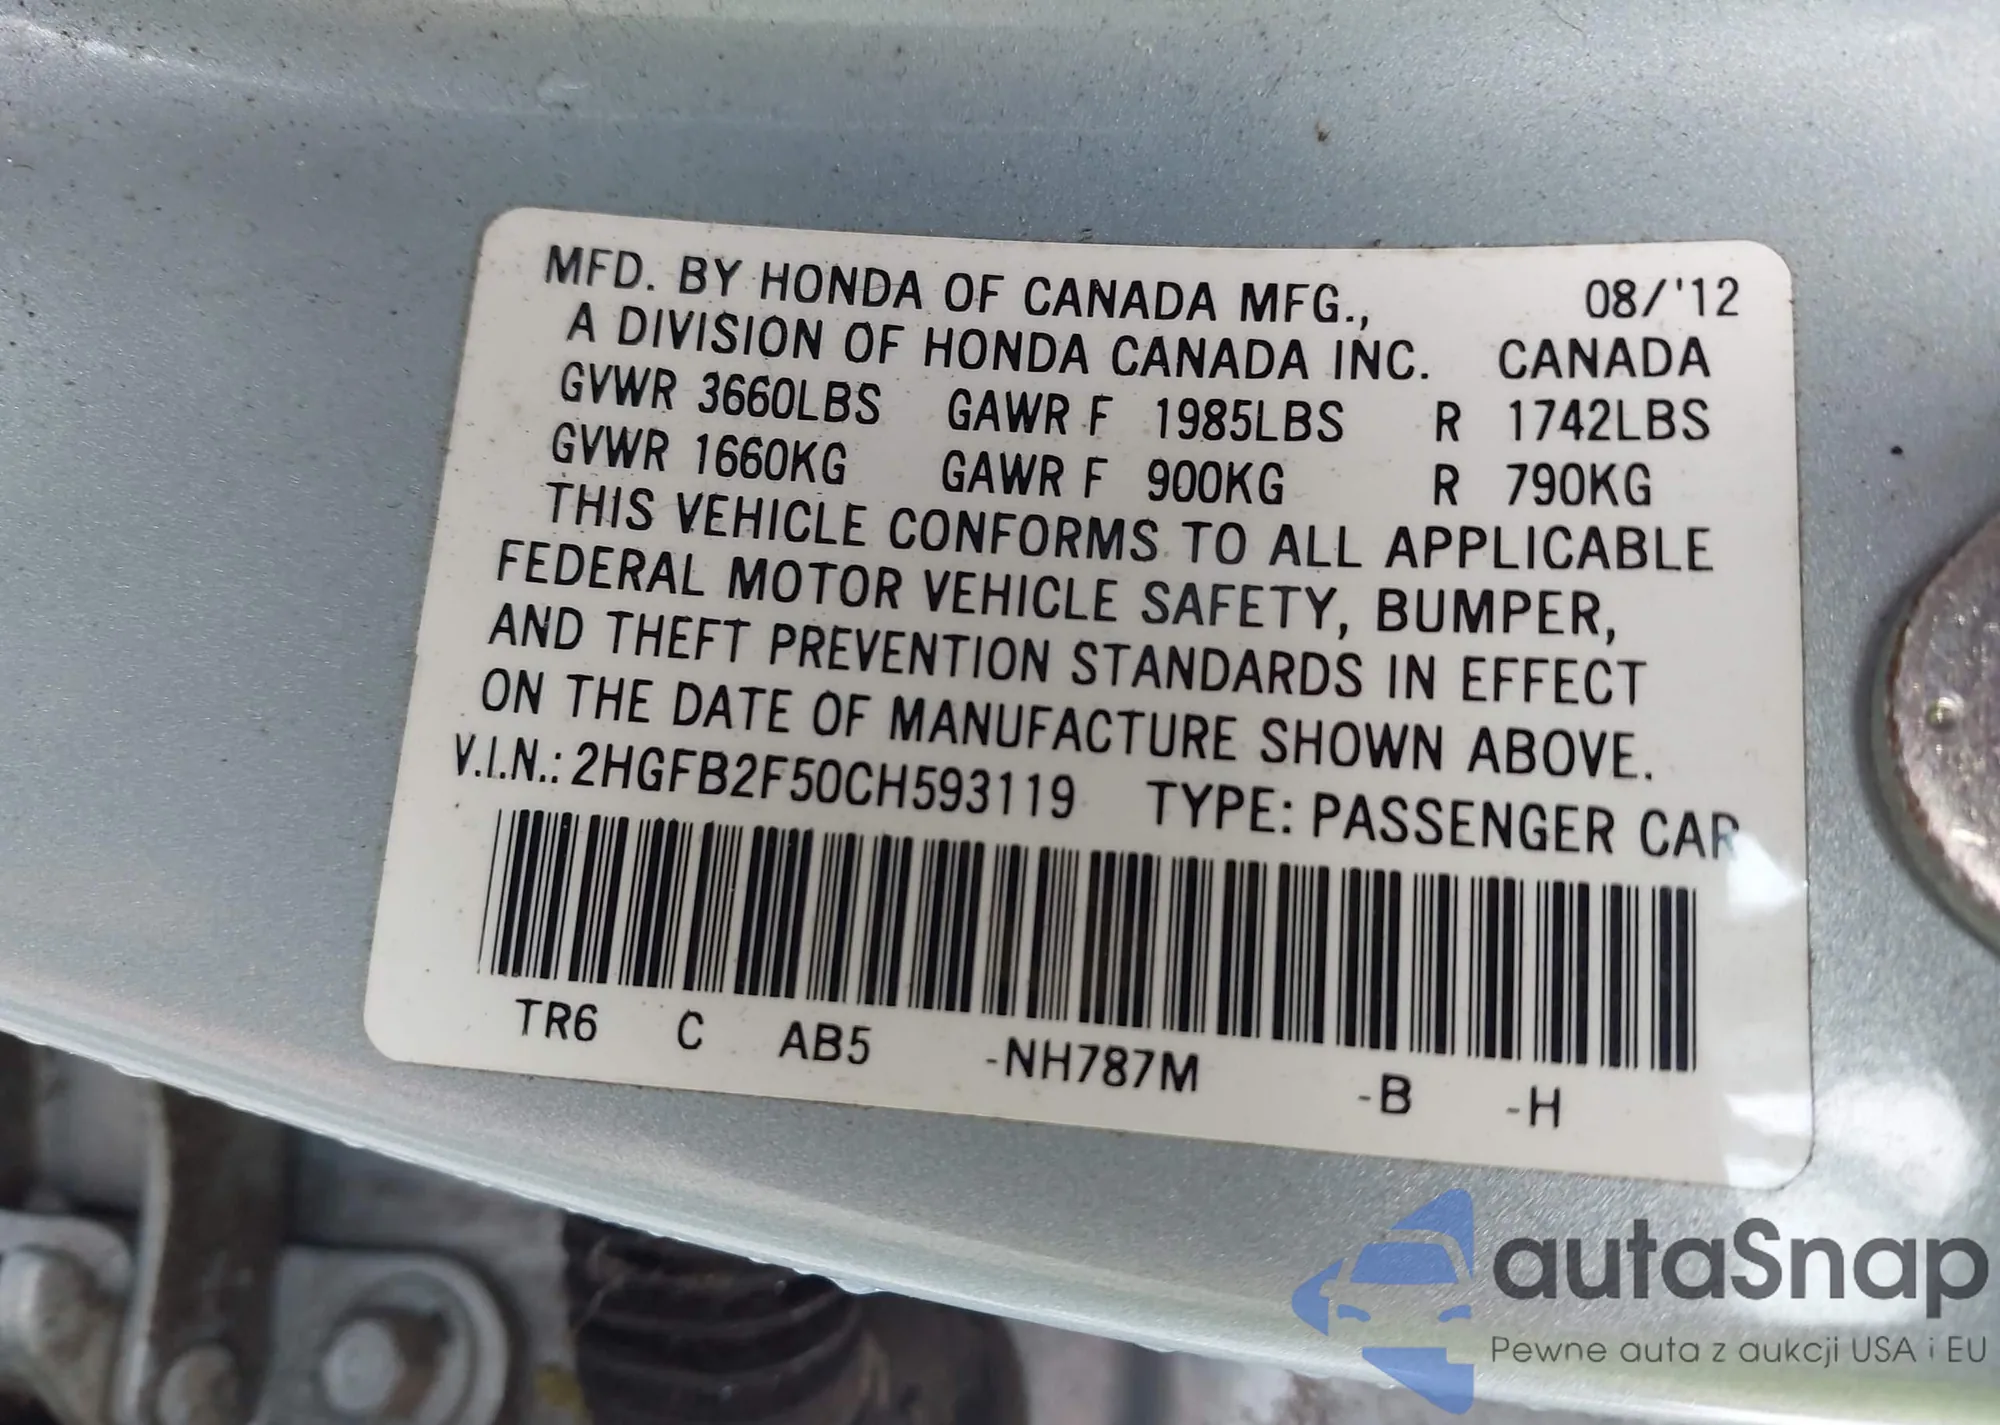 MFD. BY HONDA OF CANADA MFG., 08/'12
A DIVISION OF HONDA CANADA INC. CANADA
GVWR 3660LBS GAWR F 1985LBS R 1742LBS
GVWR 1660KG GAWR F 900KG R 790KG
THIS VEHICLE CONFORMS TO ALL APPLICABLE
FEDERAL MOTOR VEHICLE SAFETY, BUMPER,
AND THEFT PREVENTION STANDARDS IN EFFECT
ON THE DATE OF MANUFACTURE SHOWN ABOVE.
V.I.N.: 2HGFB2F50CH593119 TYPE: PASSENGER CAR
TR6 C AB5 -NH787M -B -H
autaSnap
Pewne auta z aukcji USA i EU